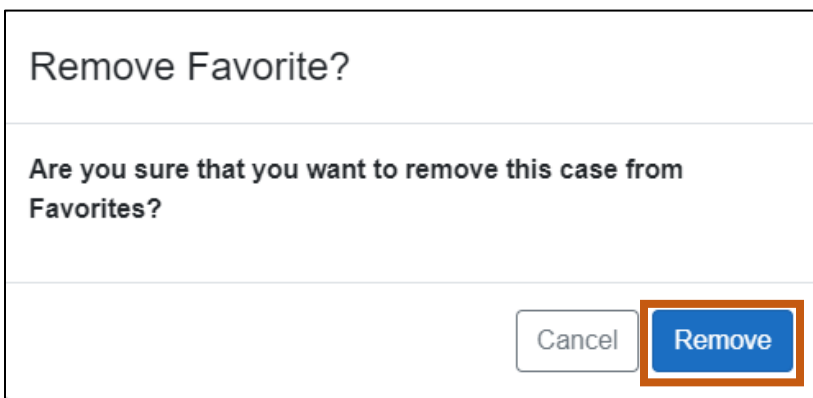 Remove Favorite?
Are you sure that you want to remove this case from
Favorites?
Cancel
Remove